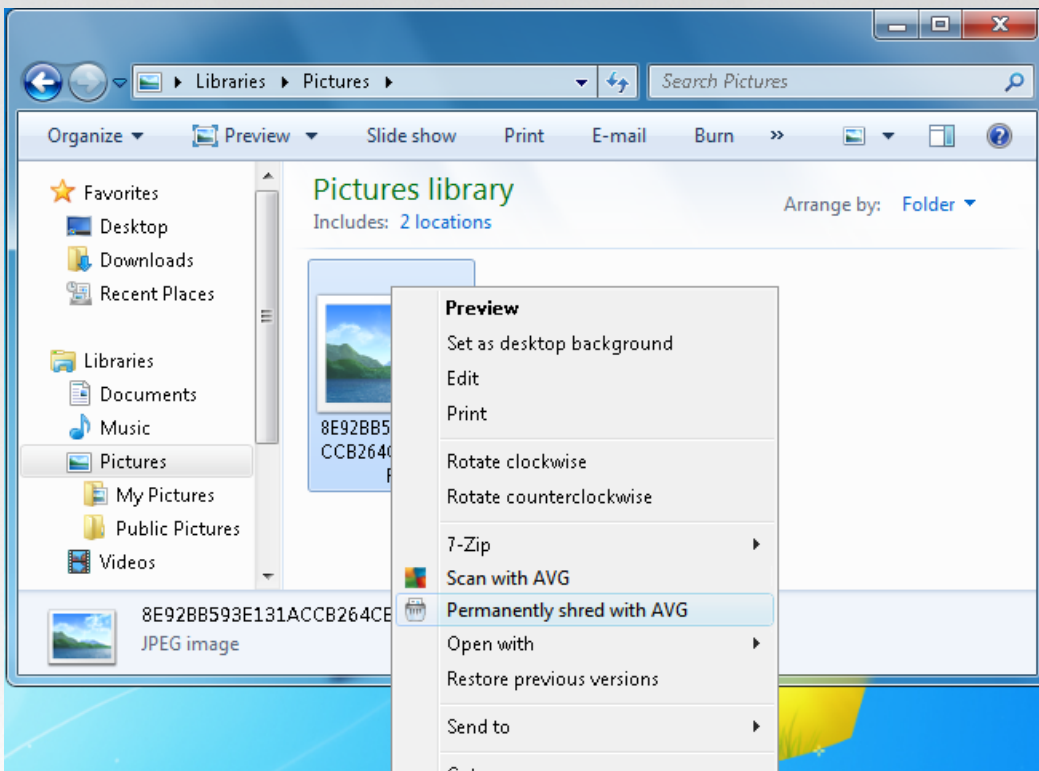 Libraries Pictures
Search Pictures
Organize Preview Slide show Print E-mail Burn »
Favorites
Desktop
Downloads
Recent Places
Libraries
Documents
Music
Pictures
My Pictures
Public Pictures
Videos
Pictures library
Includes: 2 locations
Arrange by: Folder
8E92BB5
CCB264
Preview
Set as desktop background
Edit
Print
Rotate clockwise
Rotate counterclockwise
7-Zip
Scan with AVG
Permanently shred with AVG
Open with
Restore previous versions
Send to
8E92BB593E131ACCB264CE
JPEG image